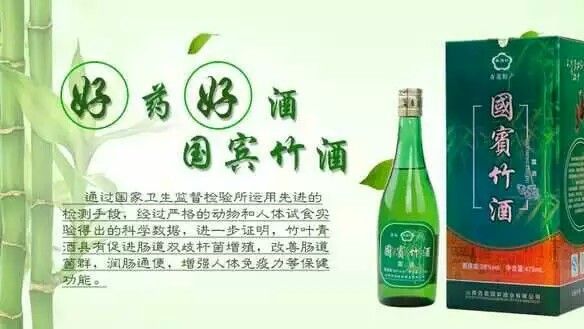 好药好酒
国宾竹酒
通过国家卫生监督检验所运用先进的
检测手段，经过严格的动物和人体试食实
验得出的科学数据，进一步证明，竹叶青
酒具有促进肠道双歧杆菌增殖，改善肠道
菌群，润肠通便，增强人体免疫力等保健
功能。
國賓竹酒
國賓竹酒